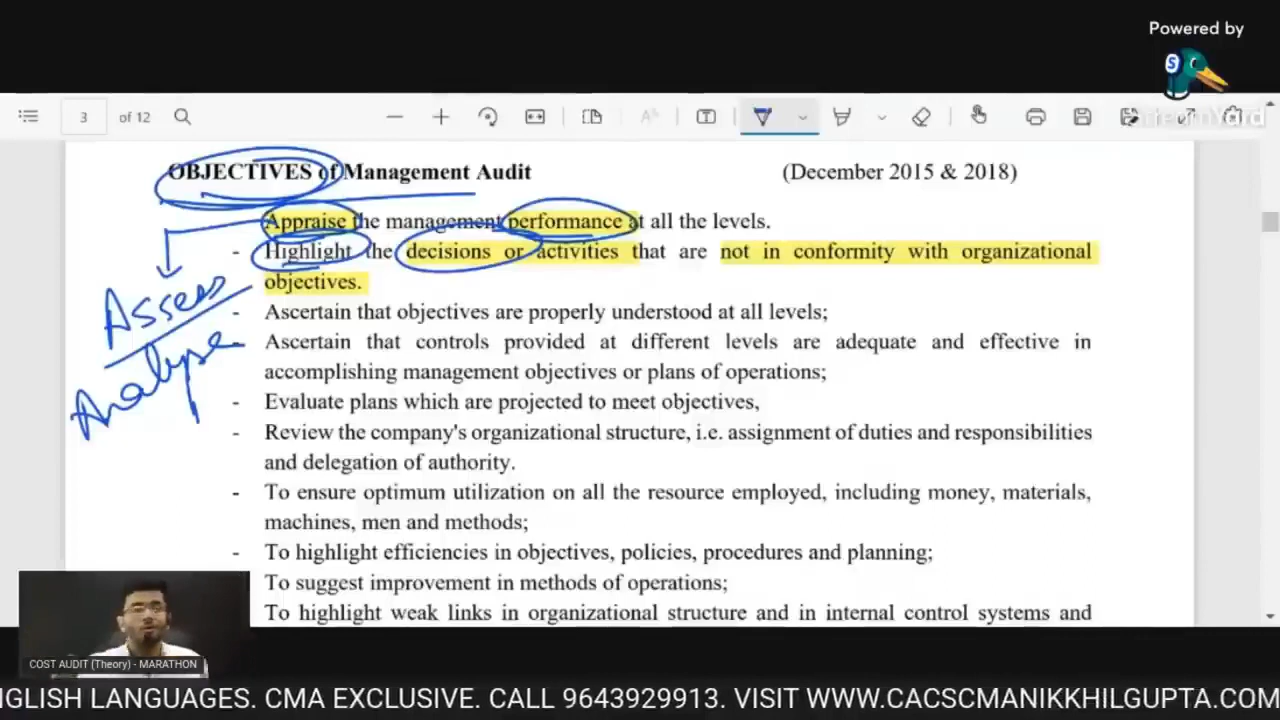 Powered by
S
3 of 12
OBJECTIVES of Management Audit (December 2015 & 2018)
Appraise the management performance at all the levels.
- Highlight the decisions or activities that are not in conformity with organizational
objectives.
Assess
Analyse
- Ascertain that objectives are properly understood at all levels;
- Ascertain that controls provided at different levels are adequate and effective in
accomplishing management objectives or plans of operations;
- Evaluate plans which are projected to meet objectives,
- Review the company's organizational structure, i.e. assignment of duties and responsibilities
and delegation of authority.
- To ensure optimum utilization on all the resource employed, including money, materials,
machines, men and methods;
- To highlight efficiencies in objectives, policies, procedures and planning;
To suggest improvement in methods of operations;
To highlight weak links in organizational structure and in internal control systems and
COST AUDIT (Theory) - MARATHON
NGLISH LANGUAGES. CMA EXCLUSIVE. CALL 9643929913. VISIT WWW.CACSCMANIKKHILGUPTA.COM